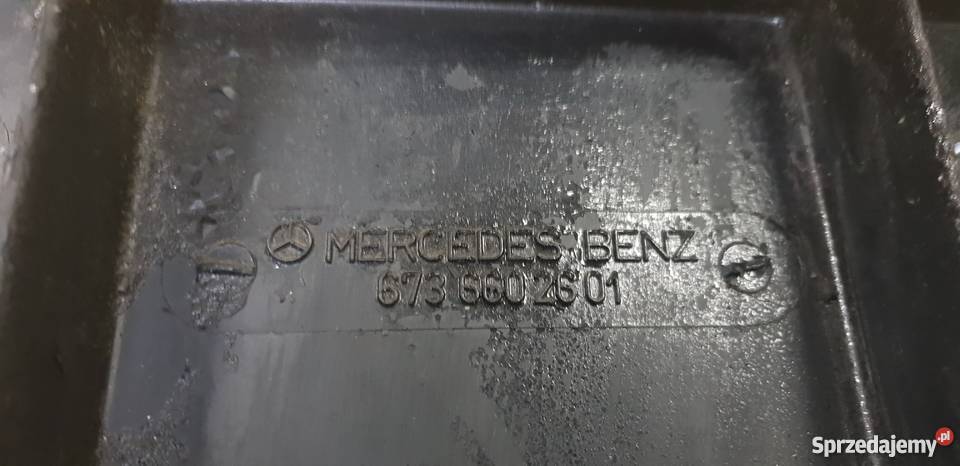 MERCEDES BENZ
673 660 26 01
Sprzedajemy.pl